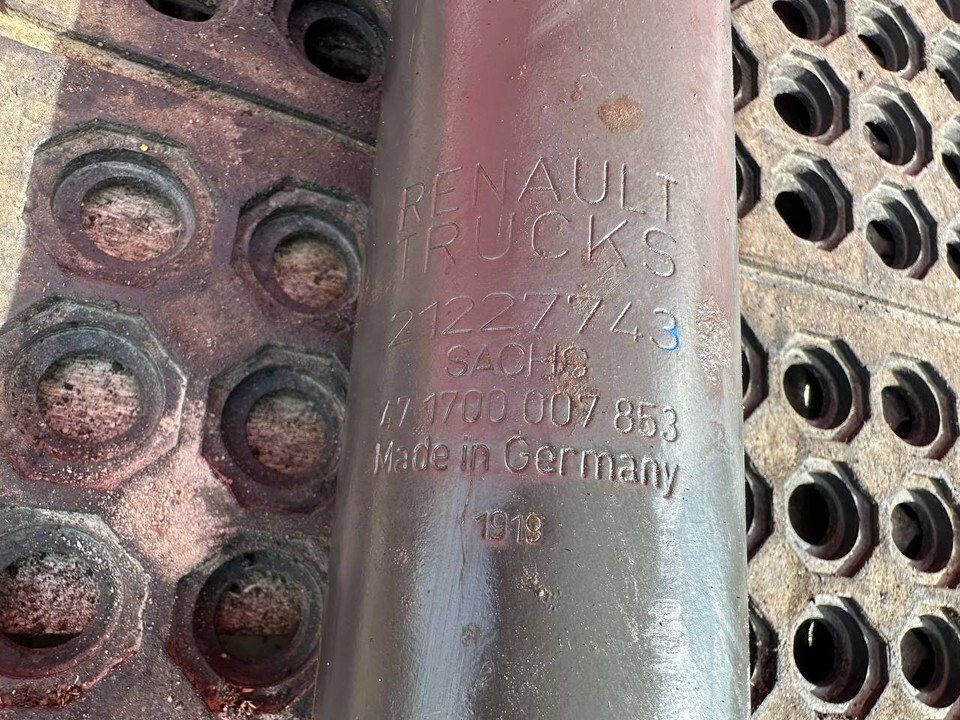 RENAULT
TRUCKS
21227743
SACHS
47 1700 007 853
Made in Germany
1919